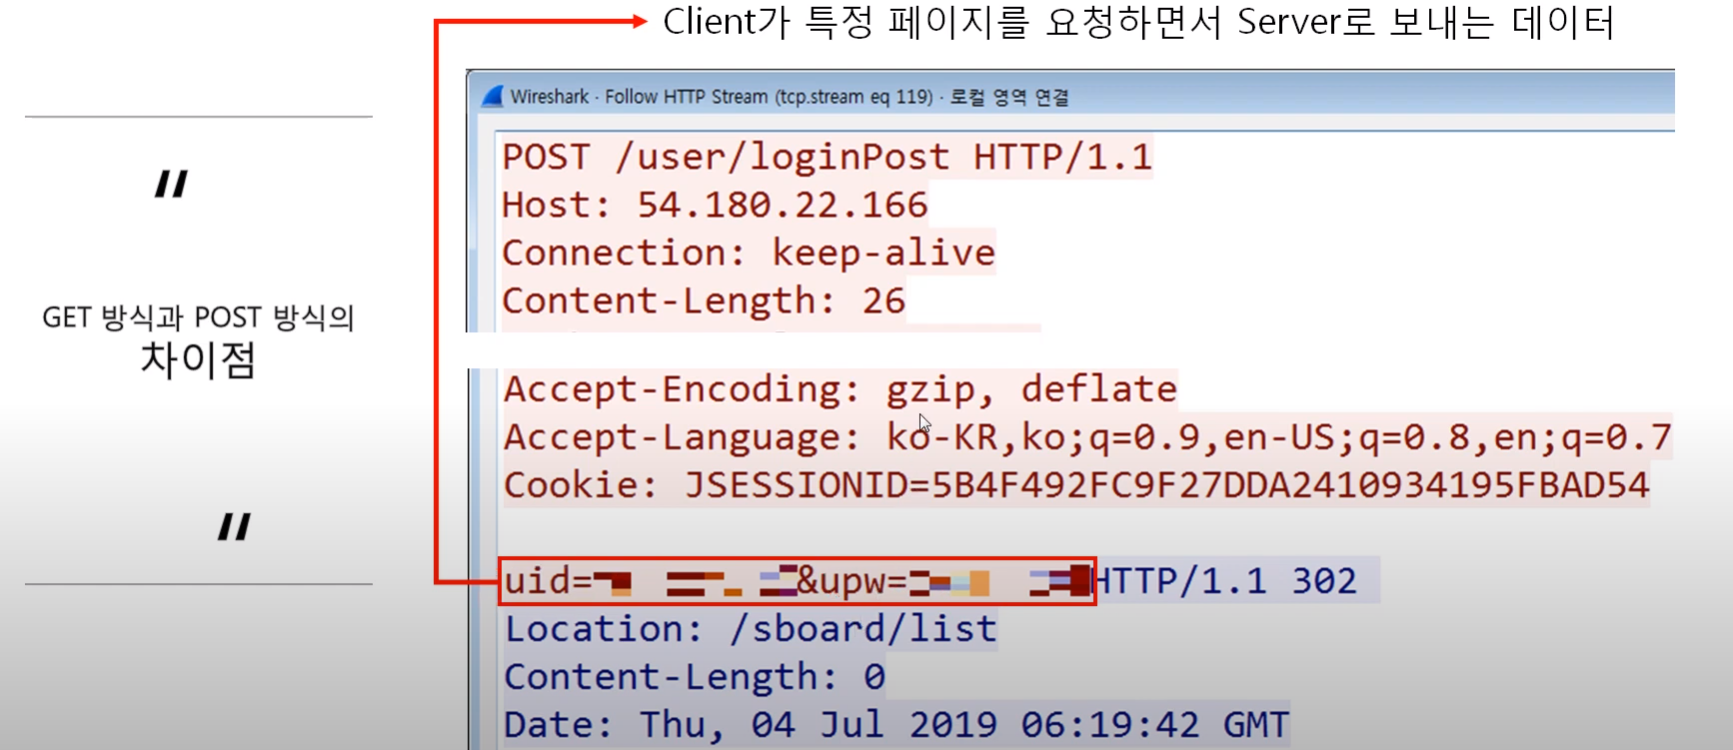 Client가 특정 페이지를 요청하면서 Server로 보내는 데이터
"
GET 방식과 POST 방식의
차이점
"
Wireshark · Follow HTTP Stream (tcp.stream eq 119) · 로컬 영역 연결
POST /user/loginPost HTTP/1.1
Host: 54.180.22.166
Connection: keep-alive
Content-Length: 26
Accept-Encoding: gzip, deflate
Accept-Language: ko-KR,ko;q=0.9,en-US;q=0.8,en;q=0.7
Cookie: JSESSIONID=5B4F492FC9F27DDA2410934195FBAD54
uid= &upw= HTTP/1.1 302
Location: /sboard/list
Content-Length: 0
Date: Thu, 04 Jul 2019 06:19:42 GMT